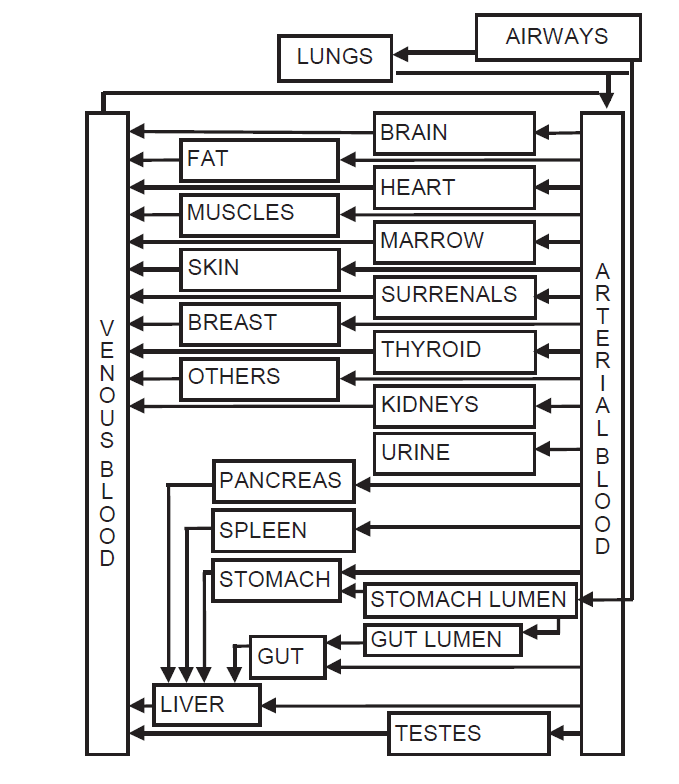 AIRWAYS
LUNGS
BRAIN
FAT
HEART
MUSCLES
MARROW
SKIN
SURRENALS
BREAST
THYROID
OTHERS
KIDNEYS
URINE
PANCREAS
SPLEEN
STOMACH
STOMACH LUMEN
GUT LUMEN
GUT
LIVER
TESTES
VENOUS BLOOD
ARTERIAL BLOOD